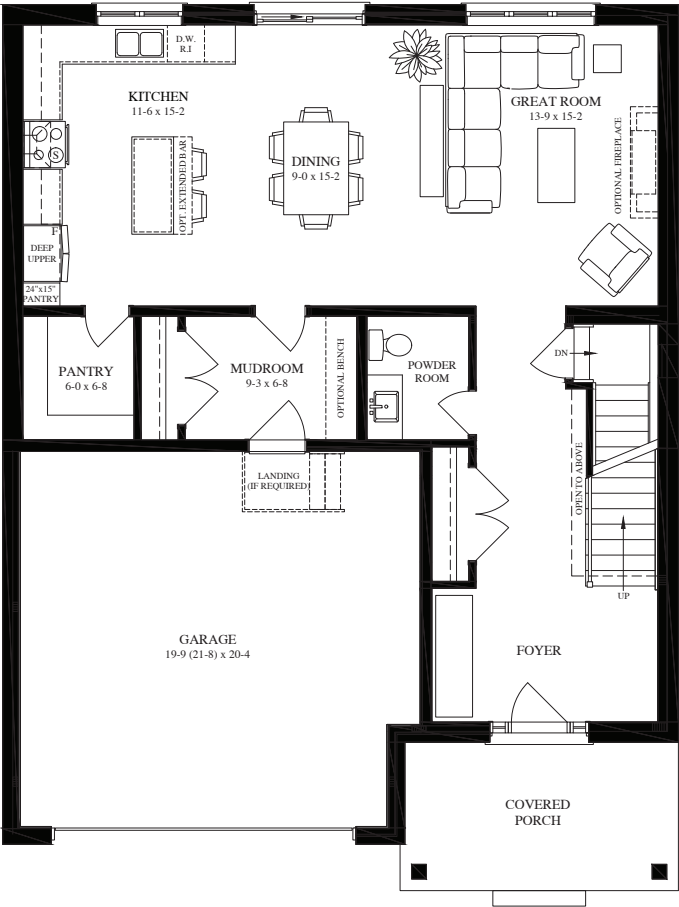 D.W.
R.I
KITCHEN
11-6 x 15-2
GREAT ROOM
13-9 x 15-2
DINING
9-0 x 15-2
OPT. EXTENDED BAR
OPTIONAL FIREPLACE
S
F
DEEP
UPPER
24"x15"
PANTRY
PANTRY
6-0 x 6-8
MUDROOM
9-3 x 6-8
OPTIONAL BENCH
POWDER
ROOM
DN
OPEN TO ABOVE
LANDING
(IF REQUIRED)
UP
GARAGE
19-9 (21-8) x 20-4
FOYER
COVERED
PORCH